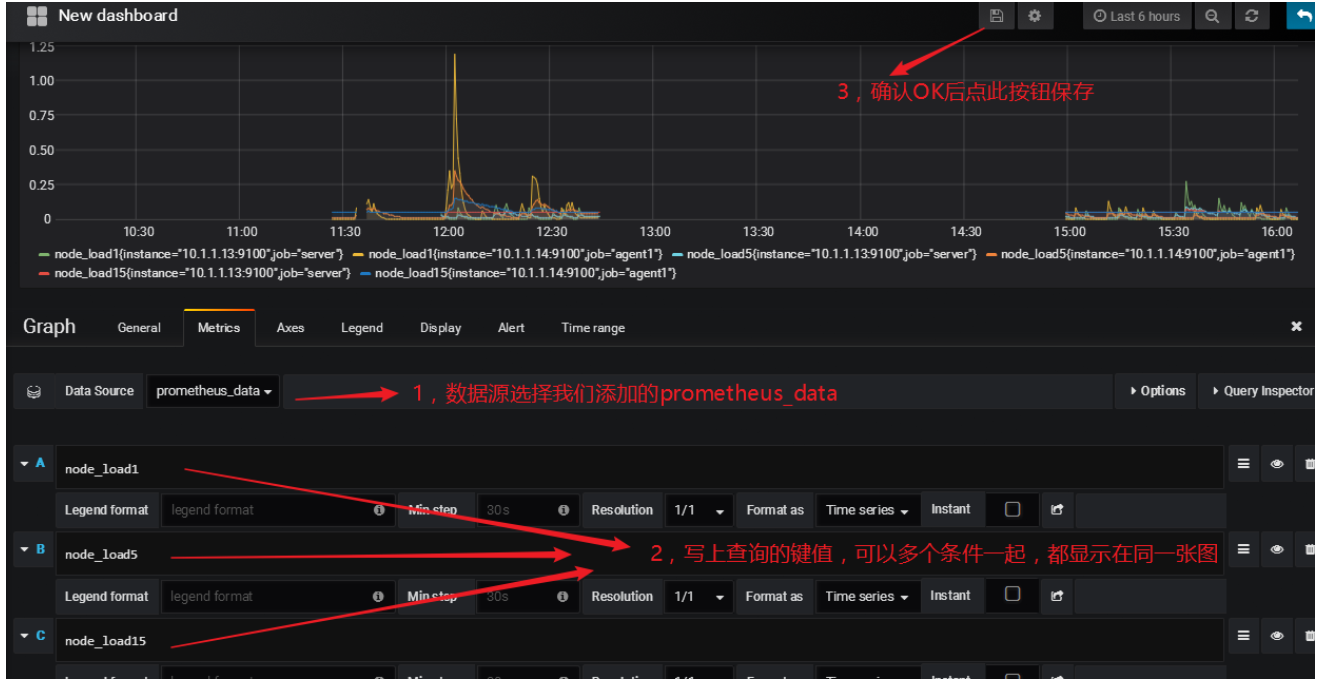 New dashboard
Last 6 hours
1.25
1.00
0.75
0.50
0.25
0
3，确认OK后点此按钮保存
10:30 11:00 11:30 12:00 12:30 13:00 13:30 14:00 14:30 15:00 15:30 16:00
node_load1{instance="10.1.1.13:9100",job="server"} node_load1{instance="10.1.1.14:9100",job="agent1"} node_load5{instance="10.1.1.13:9100",job="server"} node_load5{instance="10.1.1.14:9100",job="agent1"}
node_load15{instance="10.1.1.13:9100",job="server"} node_load15{instance="10.1.1.14:9100",job="agent1"}
Graph General Metrics Axes Legend Display Alert Time range
Data Source prometheus_data 1，数据源选择我们添加的prometheus_data Options Query Inspector
A node_load1
Legend format legend format Min step 30s Resolution 1/1 Format as Time series Instant
B node_load5 2，写上查询的键值，可以多个条件一起，都显示在同一张图
Legend format legend format Min step 30s Resolution 1/1 Format as Time series Instant
C node_load15